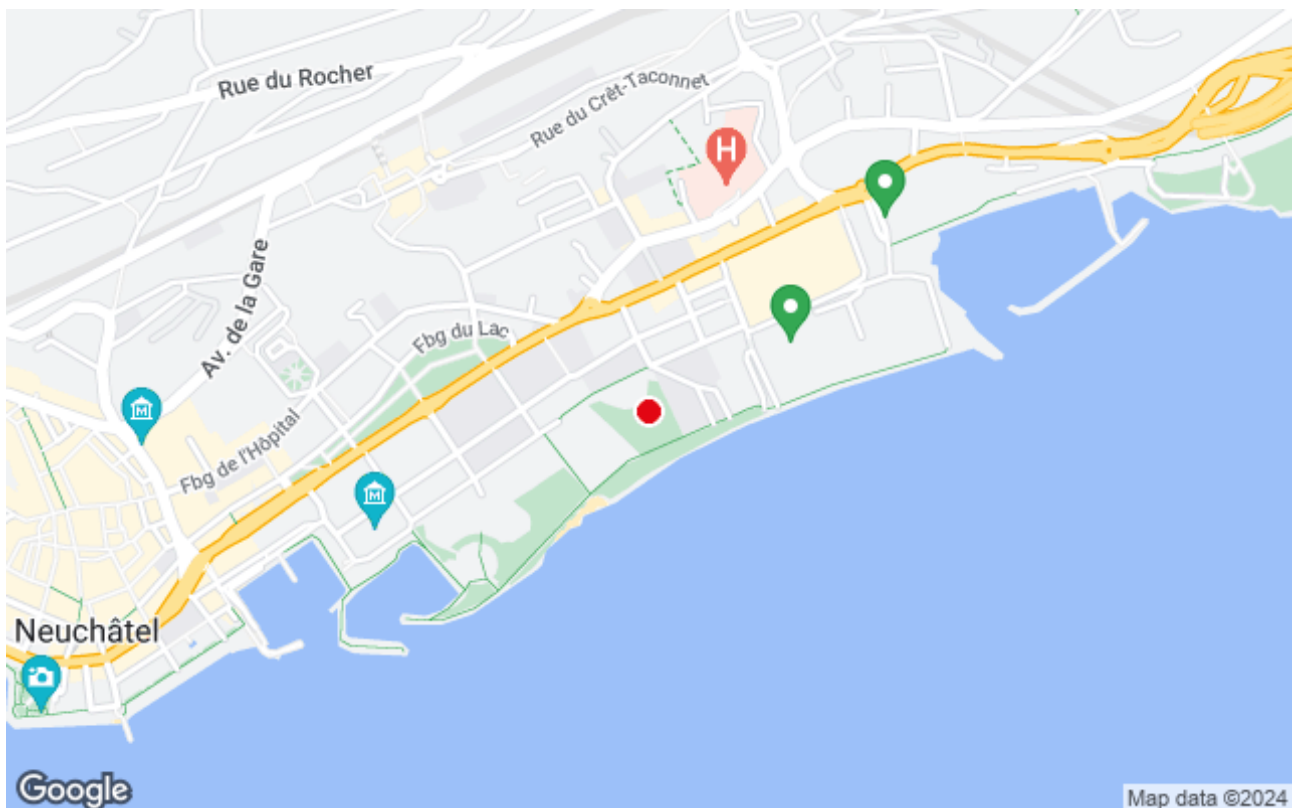 Rue du Rocher
Rue du Crêt-Taconnet
H
Av. de la Gare
Fbg du Lac
M
Fbg de l'Hôpital
M
Neuchâtel
Google
Map data ©2024